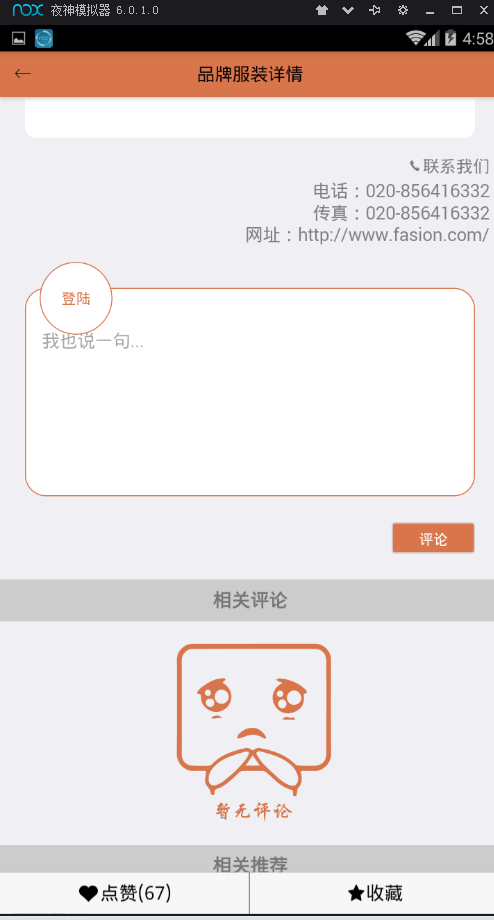 nox 夜神模拟器 6.0.1.0
4:58
品牌服装详情
联系我们
电话：020-856416332
传真：020-856416332
网址：http://www.fasion.com/
登陆
我也说一句...
评论
相关评论
暂无评论
相关推荐
点赞(67)
收藏